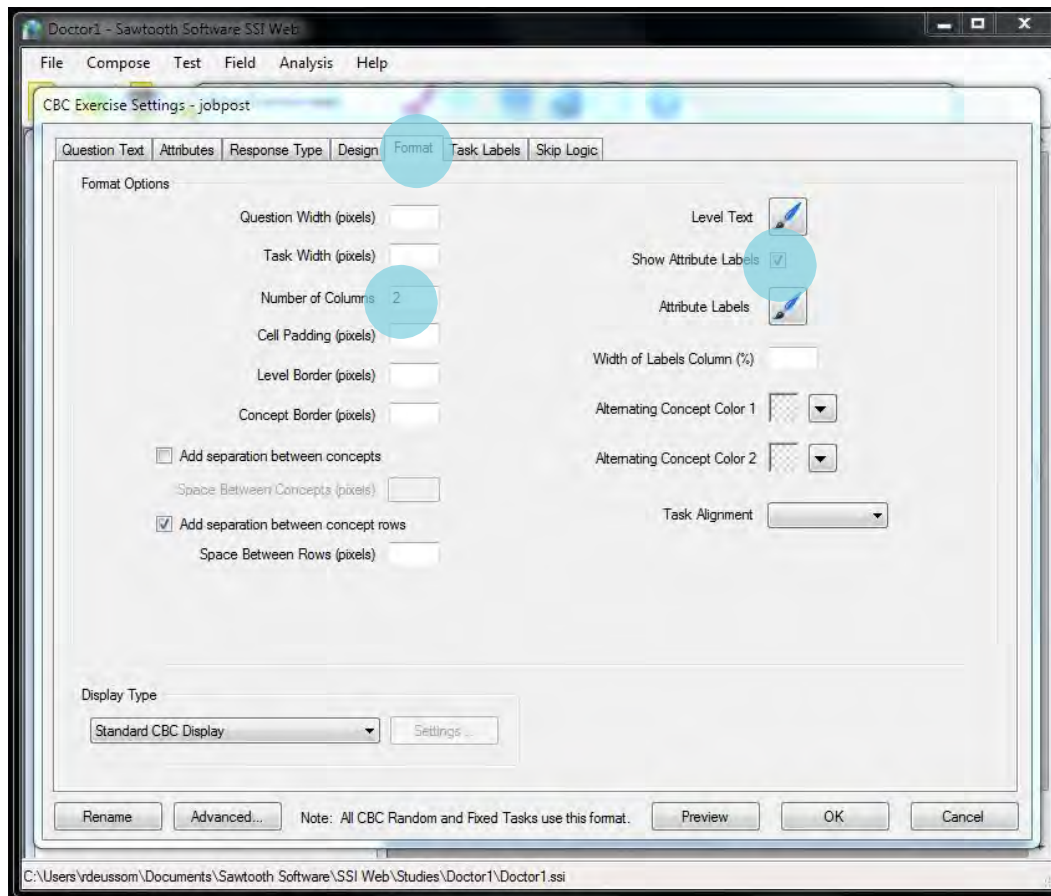 Doctor1 - Sawtooth Software SSI Web
File Compose Test Field Analysis Help
CBC Exercise Settings - jobpost
Question Text Attributes Response Type Design Format Task Labels Skip Logic
Format Options
Question Width (pixels)
Task Width (pixels)
Number of Columns 2
Cell Padding (pixels)
Level Border (pixels)
Concept Border (pixels)
Add separation between concepts
Space Between Concepts (pixels)
Add separation between concept rows
Space Between Rows (pixels)
Level Text
Show Attribute Labels
Attribute Labels
Width of Labels Column (%)
Alternating Concept Color 1
Alternating Concept Color 2
Task Alignment
Display Type
Standard CBC Display Settings ...
Rename Advanced... Note: All CBC Random and Fixed Tasks use this format. Preview OK Cancel
C:\Users\rdeussom\Documents\Sawtooth Software\SSI Web\Studies\Doctor1\Doctor1.ssi